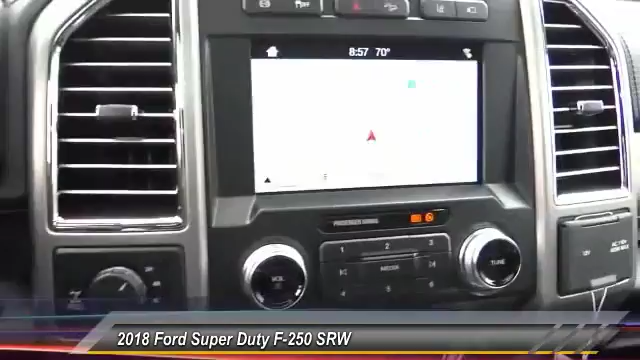 8:57 70°
PASSENGER AIRBAG
1 2 3
VOL MEDIA TUNE
4 5 6
12V
2018 Ford Super Duty F-250 SRW